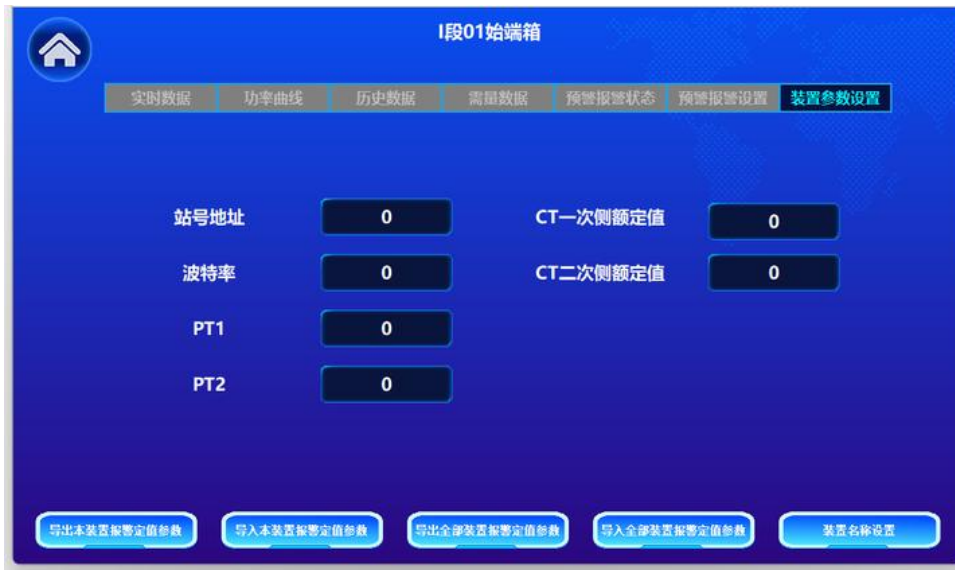 I段01始端箱
实时数据 功率曲线 历史数据 需量数据 预警报警状态 预警报警设置 装置参数设置
站号地址 0 CT一次侧额定值 0
波特率 0 CT二次侧额定值 0
PT1 0
PT2 0
导出本装置报警定值参数 导入本装置报警定值参数 导出全部装置报警定值参数 导入全部装置报警定值参数 装置名称设置